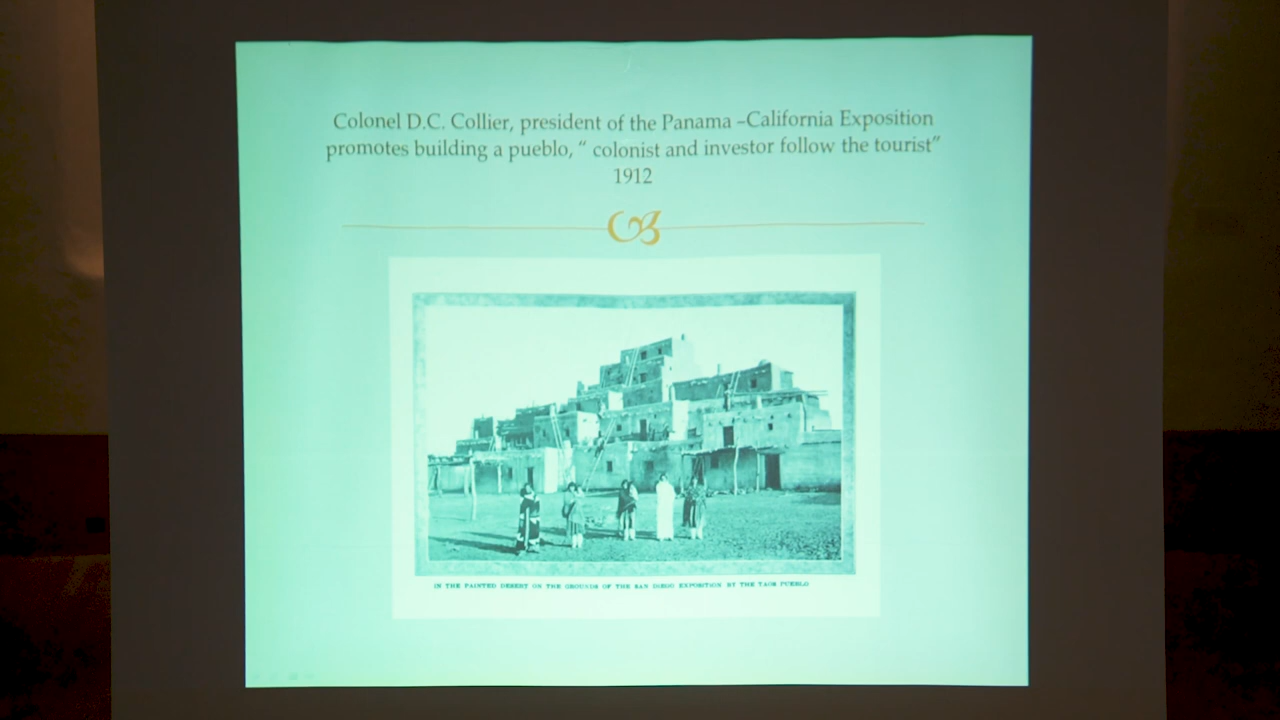 Colonel D.C. Collier, president of the Panama –California Exposition
promotes building a pueblo, “ colonist and investor follow the tourist”
1912
IN THE PAINTED DESERT ON THE GROUNDS OF THE SAN DIEGO EXPOSITION BY THE TAOS PUEBLO